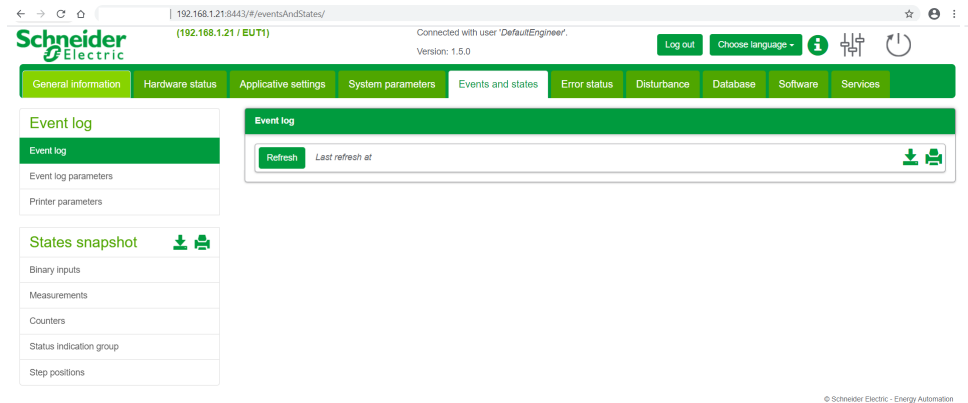 192.168.1.21:8443/#/eventsAndStates/
Schneider
Electric
(192.168.1.21 / EUT1)
Connected with user 'DefaultEngineer'.
Version: 1.5.0
Log out
Choose language
General information
Hardware status
Applicative settings
System parameters
Events and states
Error status
Disturbance
Database
Software
Services
Event log
Event log
Event log parameters
Printer parameters
States snapshot
Binary inputs
Measurements
Counters
Status indication group
Step positions
Event log
Refresh
Last refresh at
© Schneider Electric - Energy Automation